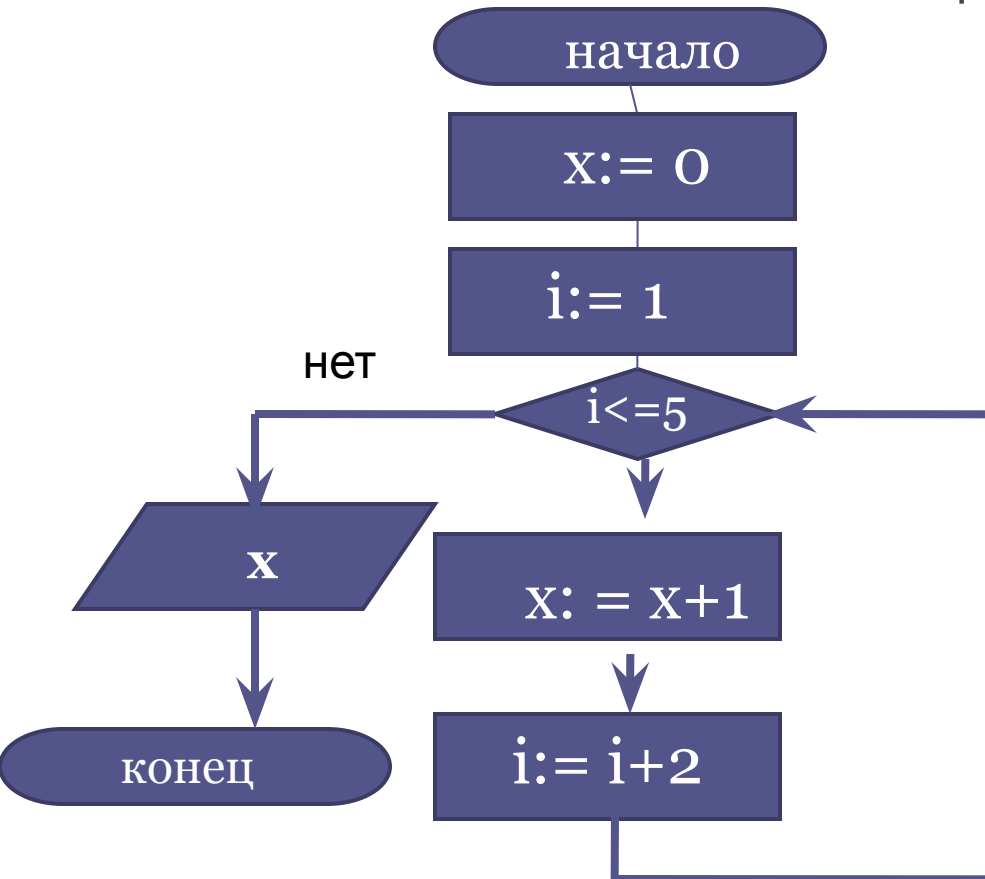 начало
x:= 0
i:= 1
нет
i<=5
x
x: = x+1
конец
i:= i+2